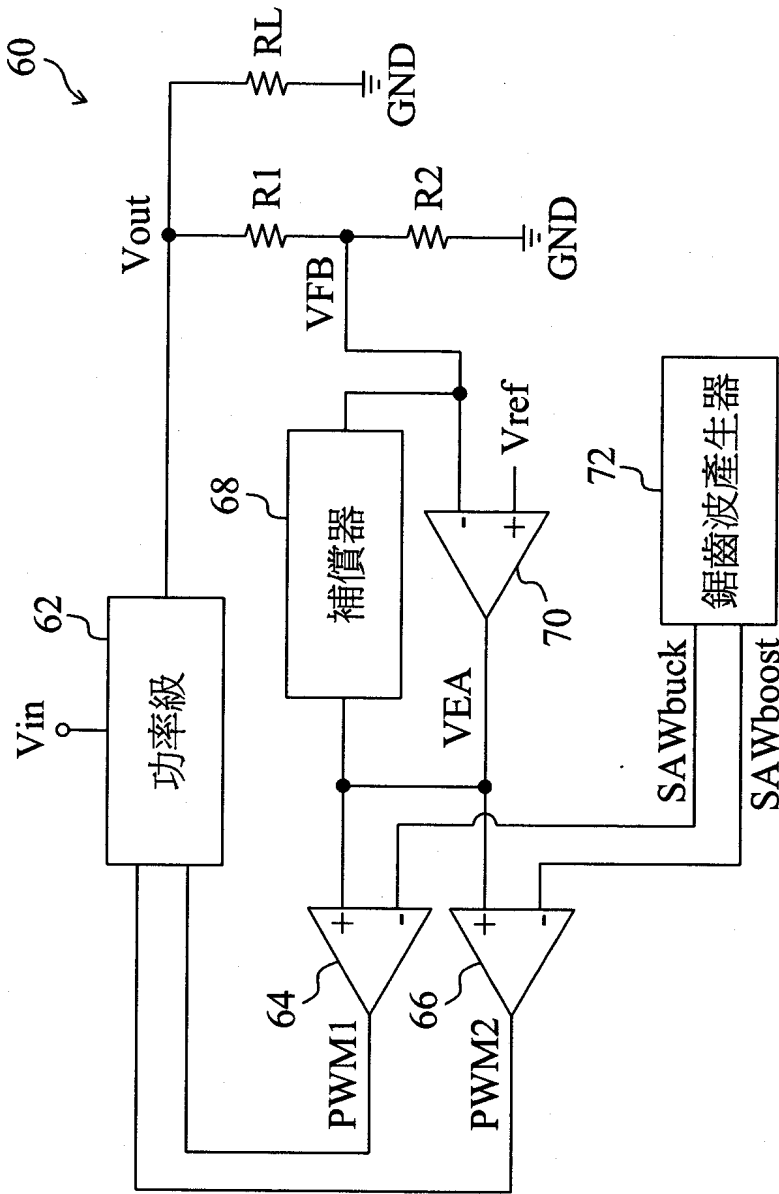 60
Vin
62
功率級
Vout
RL
GND
R1
VFB
R2
GND
68
補償器
Vref
-
+
70
VEA
64
+
-
PWM1
66
+
-
PWM2
72
鋸齒波產生器
SAWbuck
SAWboost